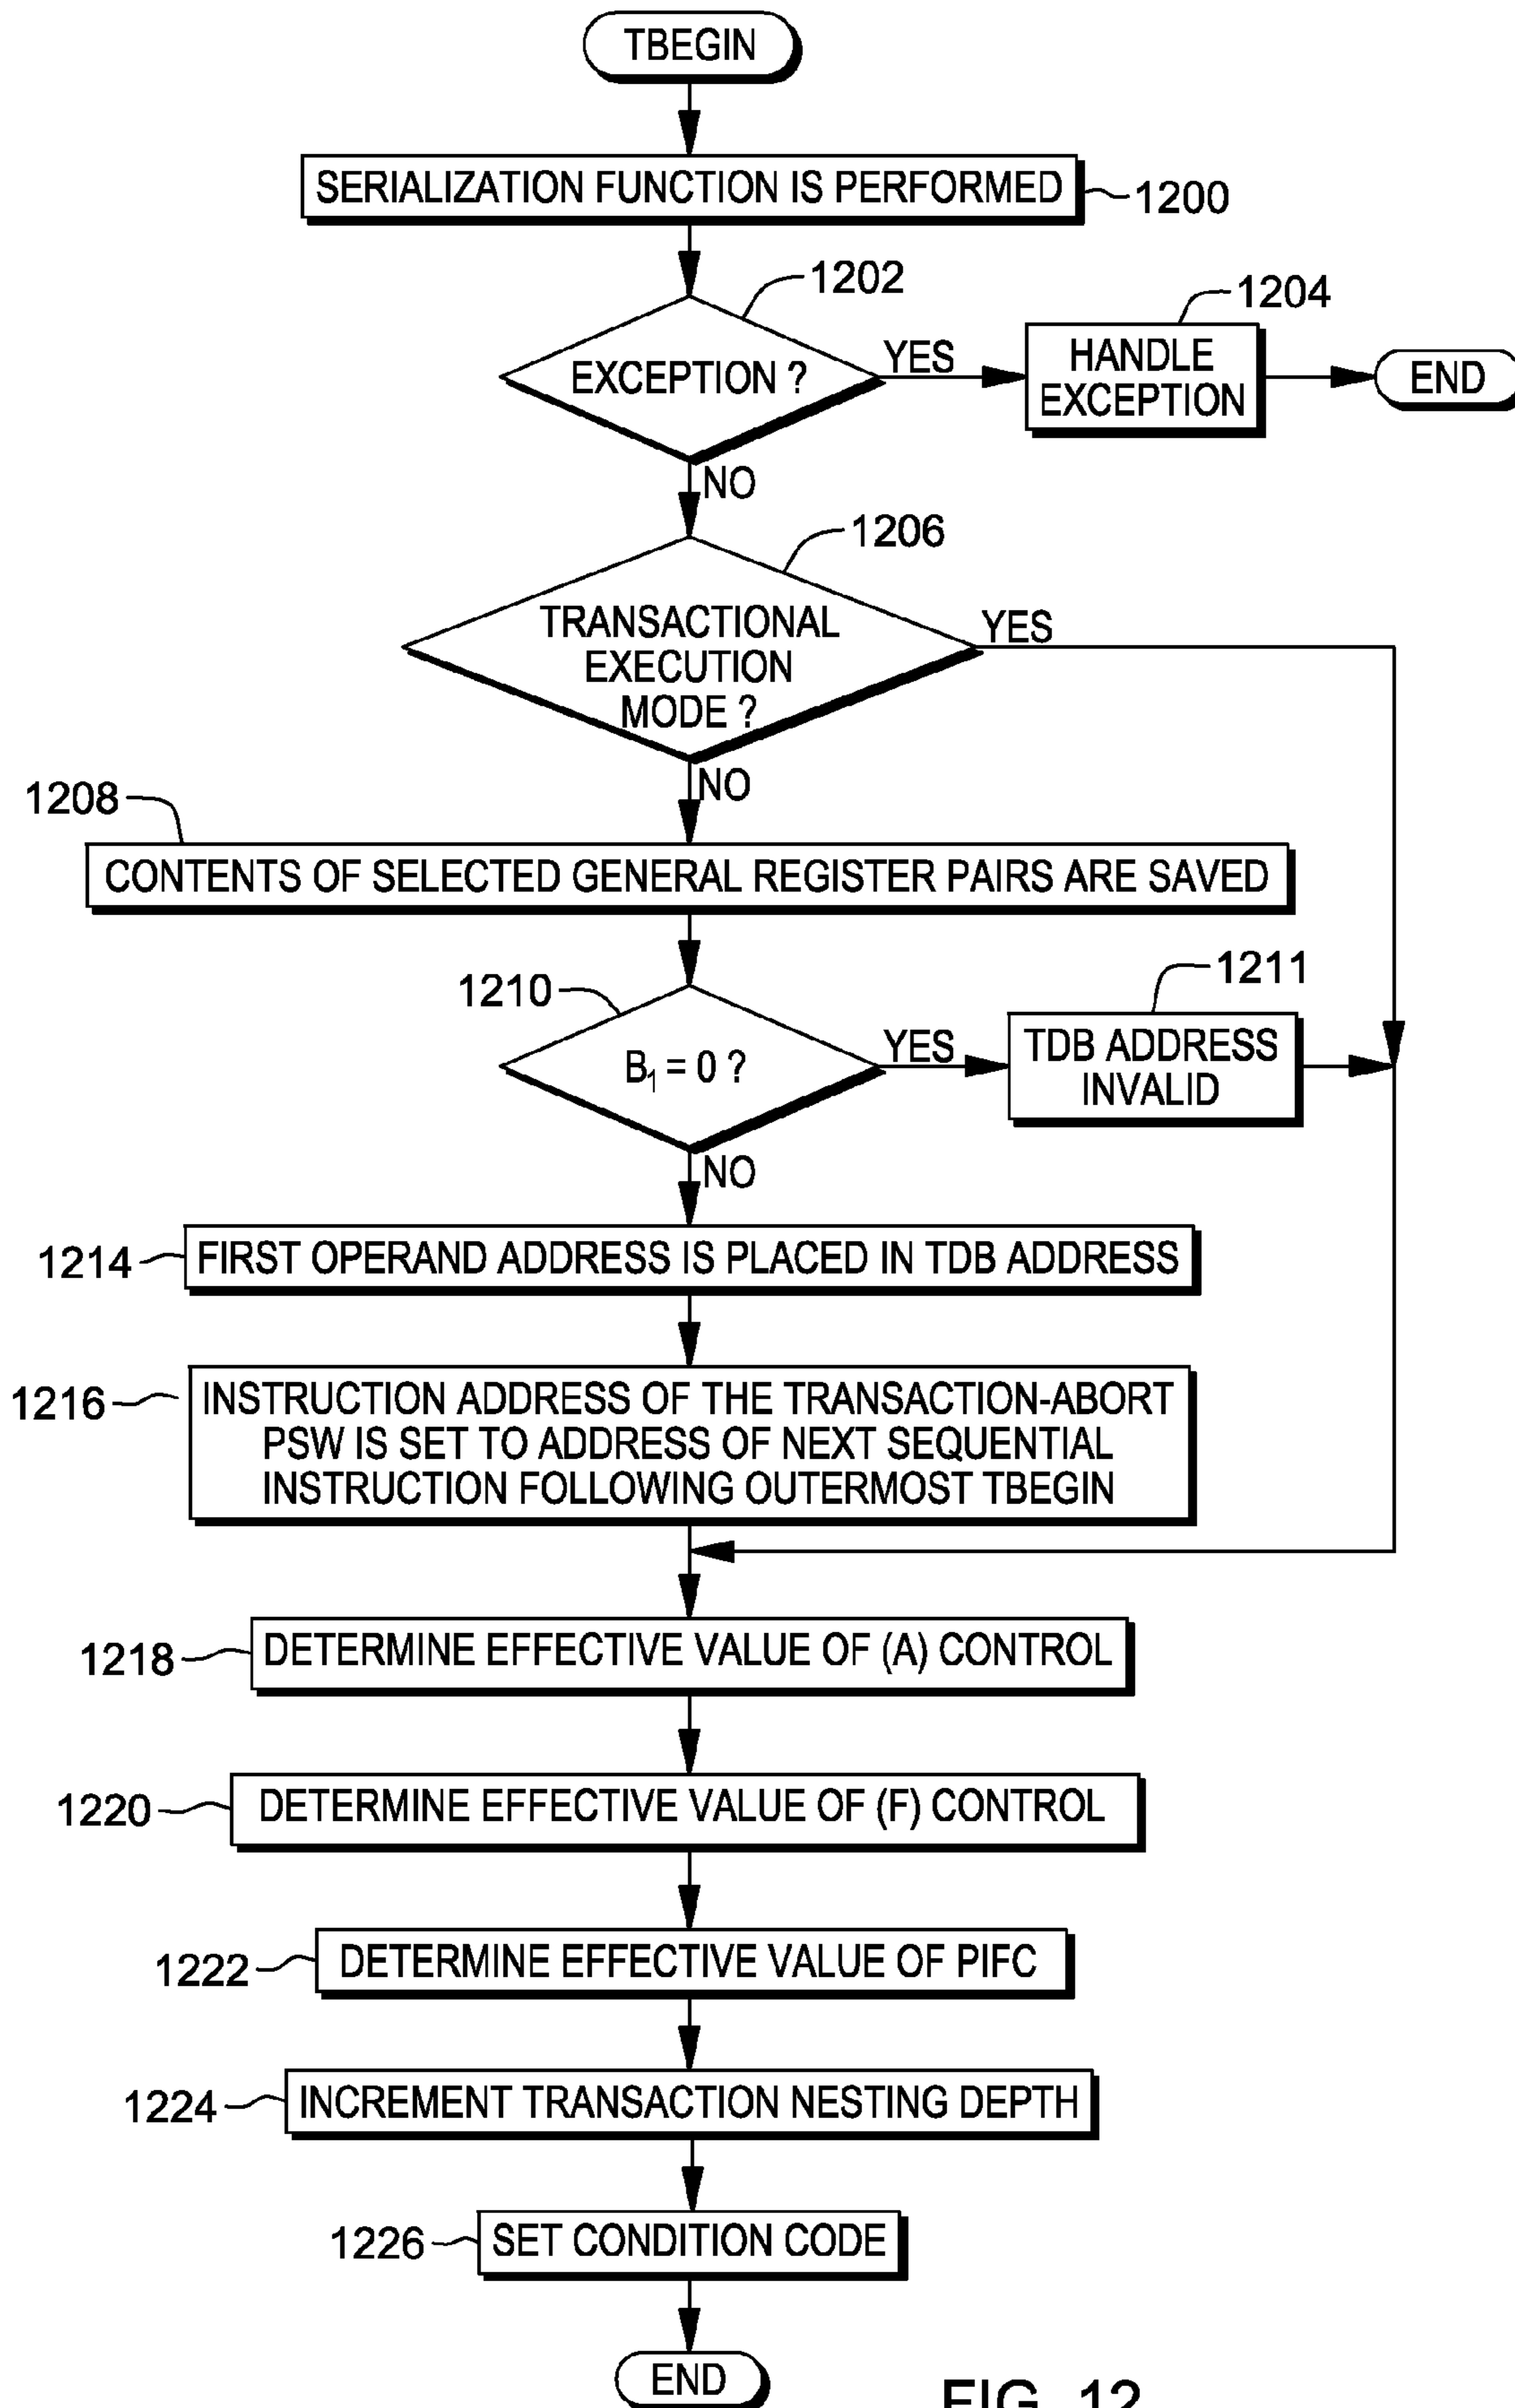 TBEGIN
SERIALIZATION FUNCTION IS PERFORMED
1200
1202
1204
EXCEPTION ?
YES
HANDLE
EXCEPTION
END
NO
1206
TRANSACTIONAL
EXECUTION
MODE ?
YES
NO
1208
CONTENTS OF SELECTED GENERAL REGISTER PAIRS ARE SAVED
1210
1211
B1 = 0 ?
YES
TDB ADDRESS
INVALID
NO
1214
FIRST OPERAND ADDRESS IS PLACED IN TDB ADDRESS
1216
INSTRUCTION ADDRESS OF THE TRANSACTION-ABORT
PSW IS SET TO ADDRESS OF NEXT SEQUENTIAL
INSTRUCTION FOLLOWING OUTERMOST TBEGIN
1218
DETERMINE EFFECTIVE VALUE OF (A) CONTROL
1220
DETERMINE EFFECTIVE VALUE OF (F) CONTROL
1222
DETERMINE EFFECTIVE VALUE OF PIFC
1224
INCREMENT TRANSACTION NESTING DEPTH
1226
SET CONDITION CODE
END
FIG. 12